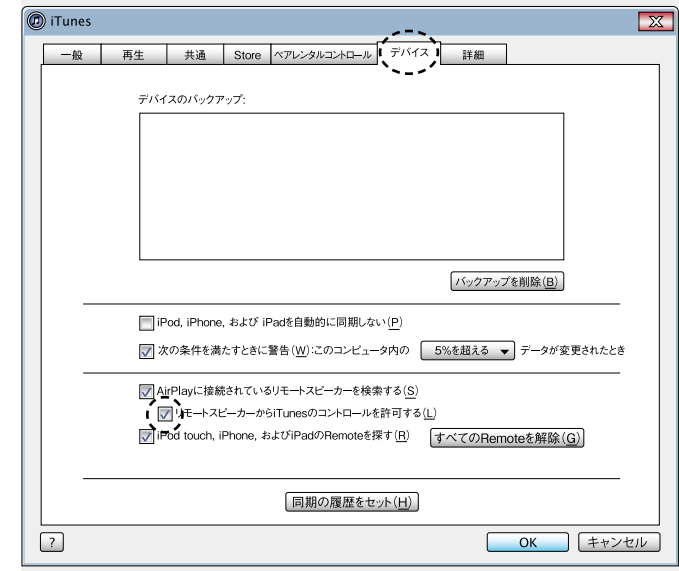 iTunes
一般 再生 共通 Store ペアレンタルコントロール デバイス 詳細
デバイスのバックアップ:
バックアップを削除(B)
iPod, iPhone, および iPadを自動的に同期しない(P)
次の条件を満たすときに警告(W):このコンピュータ内の 5%を超える データが変更されたとき
AirPlayに接続されているリモートスピーカーを検索する(S)
リモートスピーカーからiTunesのコントロールを許可する(L)
iPod touch, iPhone, およびiPadのRemoteを探す(R) すべてのRemoteを解除(G)
同期の履歴をセット(H)
? OK キャンセル